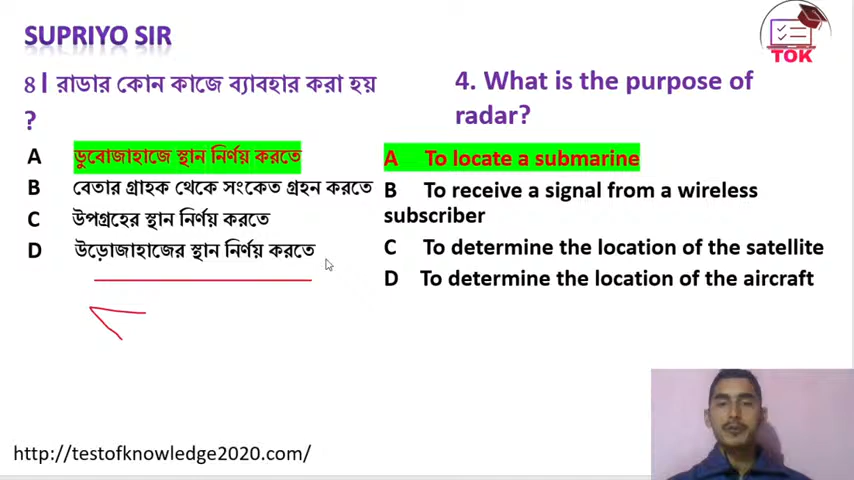 SUPRIYO SIR
TOK
৪। রাডার কোন কাজে ব্যাবহার করা হয়
?
A ডুবোজাহাজে স্থান নির্ণয় করতে
B বেতার গ্রাহক থেকে সংকেত গ্রহন করতে
C উপগ্রহের স্থান নির্ণয় করতে
D উড়োজাহাজের স্থান নির্ণয় করতে
4. What is the purpose of
radar?
A To locate a submarine
B To receive a signal from a wireless
subscriber
C To determine the location of the satellite
D To determine the location of the aircraft
http://testofknowledge2020.com/